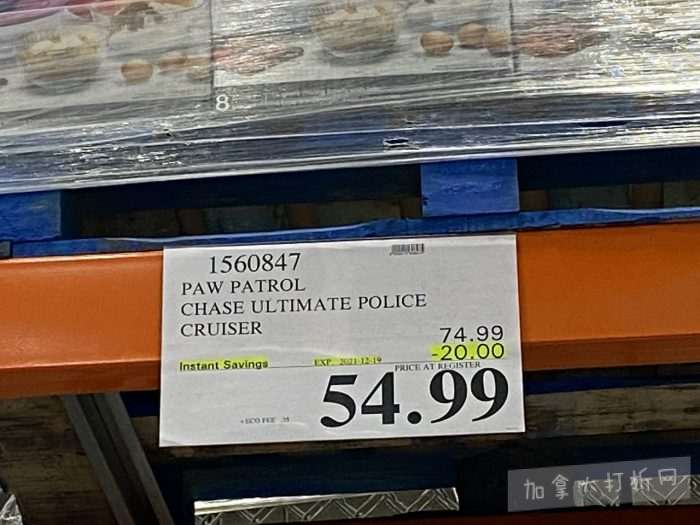 8
1560847
PAW PATROL
CHASE ULTIMATE POLICE
CRUISER
74.99
-20.00
Instant Savings EXP. 2021-12-19
PRICE AT REGISTER
54.99
+ ECO FEE .35
加拿大打折网